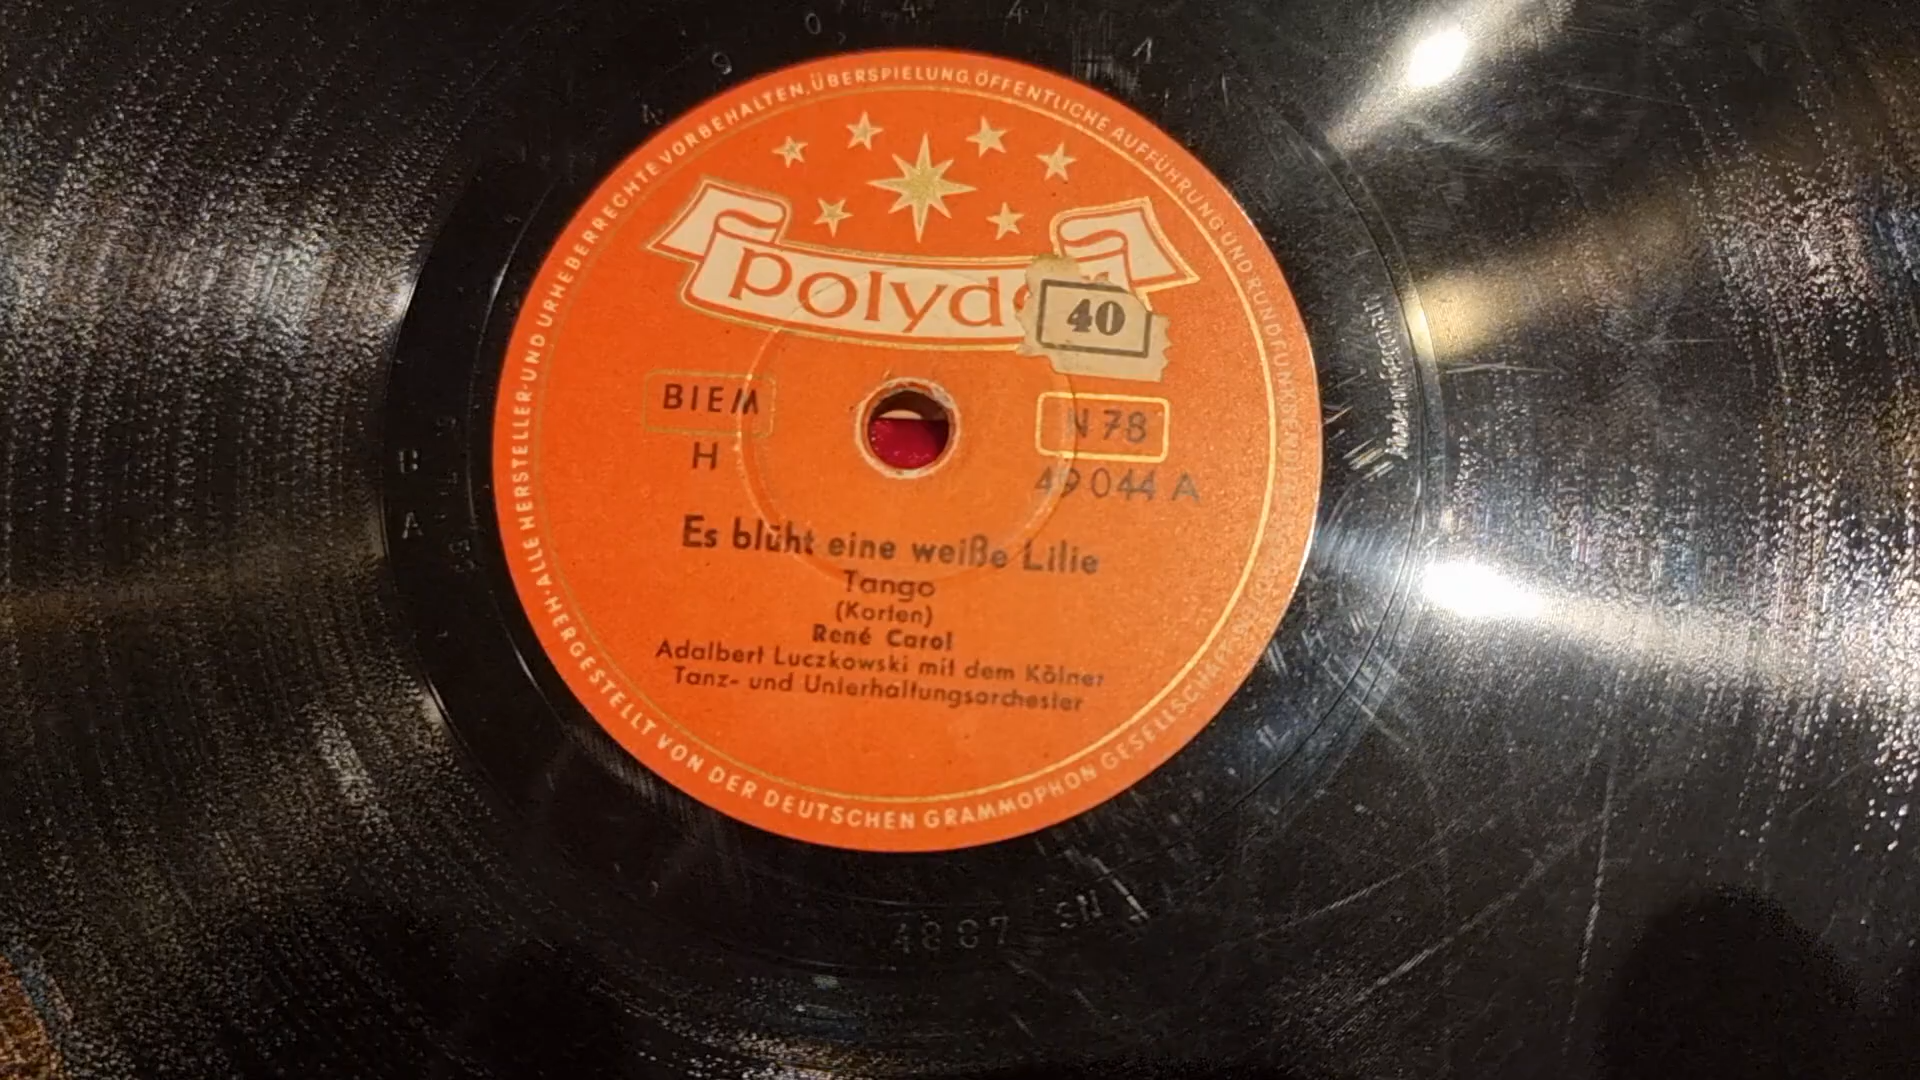 ALLE HERSTELLER- UND URHEBERRECHTE VORBEHALTEN, ÜBERSPIELUNG, ÖFFENTLICHE AUFFÜHRUNG UND RUNDFUNK
polyd
40
BIEM
N 78
H
49 044 A
Es blüht eine weiße Lilie
Tango
(Korten)
René Carol
Adalbert Luczkowski mit dem Kölner
Tanz- und Unterhaltungsorchester
HERGESTELLT VON DER DEUTSCHEN GRAMMOPHON GESELLSCHAFT
4887